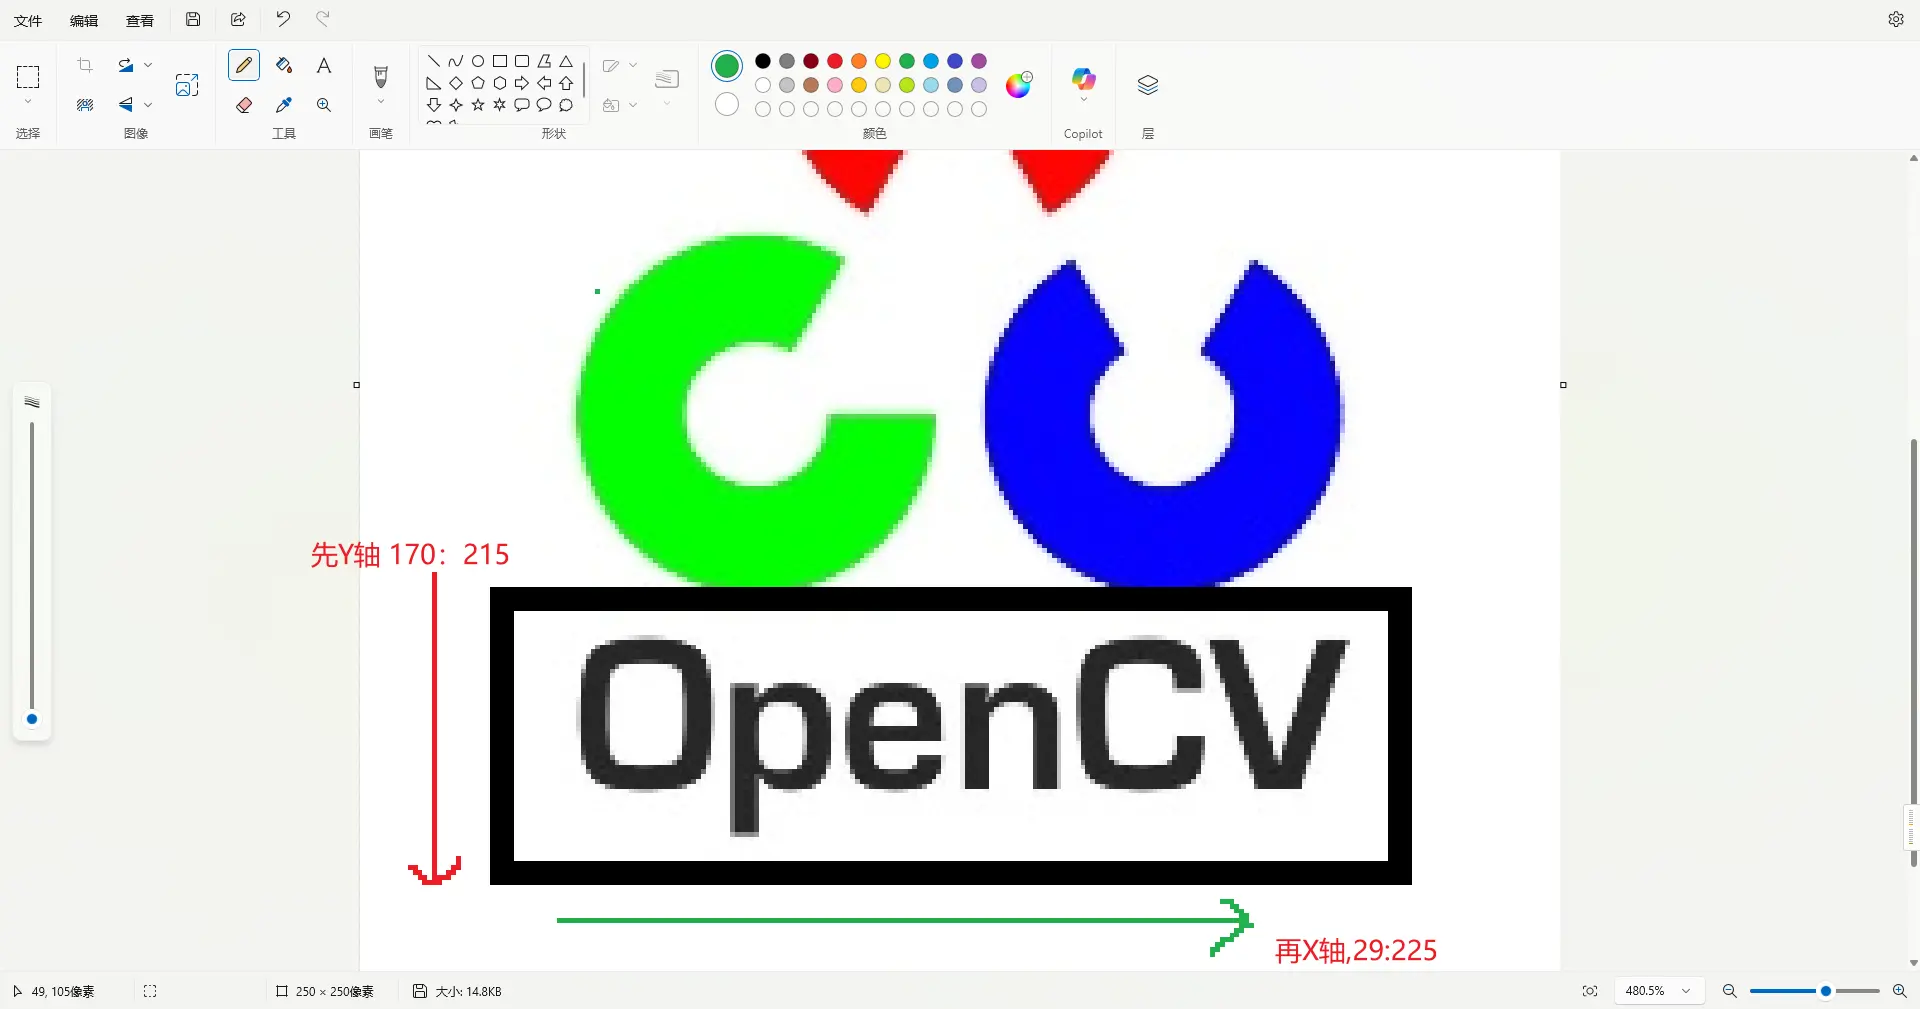 文件 编辑 查看
选择 图像 工具 画笔 形状 颜色 Copilot 层
先Y轴 170：215
OpenCV
再X轴,29:225
49, 105像素 250 × 250像素 大小: 14.8KB 480.5%